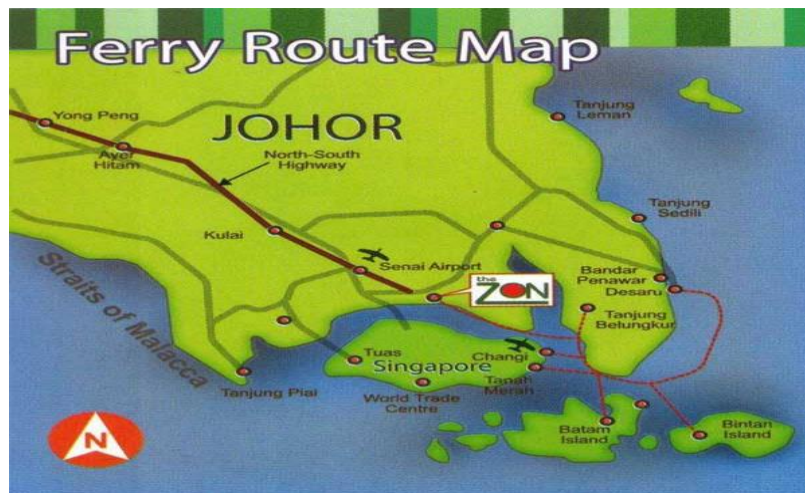 Ferry Route Map
Yong Peng
Ayer
Hitam
JOHOR
North-South
Highway
Tanjung
Leman
Kulai
Senai Airport
Tanjung
Sedili
the
ZON
Bandar
Penawar
Desaru
Tanjung
Belungkur
Straits of Malacca
Tuas
Singapore
Changi
Tanah
Merah
Tanjung Piai
World Trade
Centre
Batam
Island
Bintan
Island
N